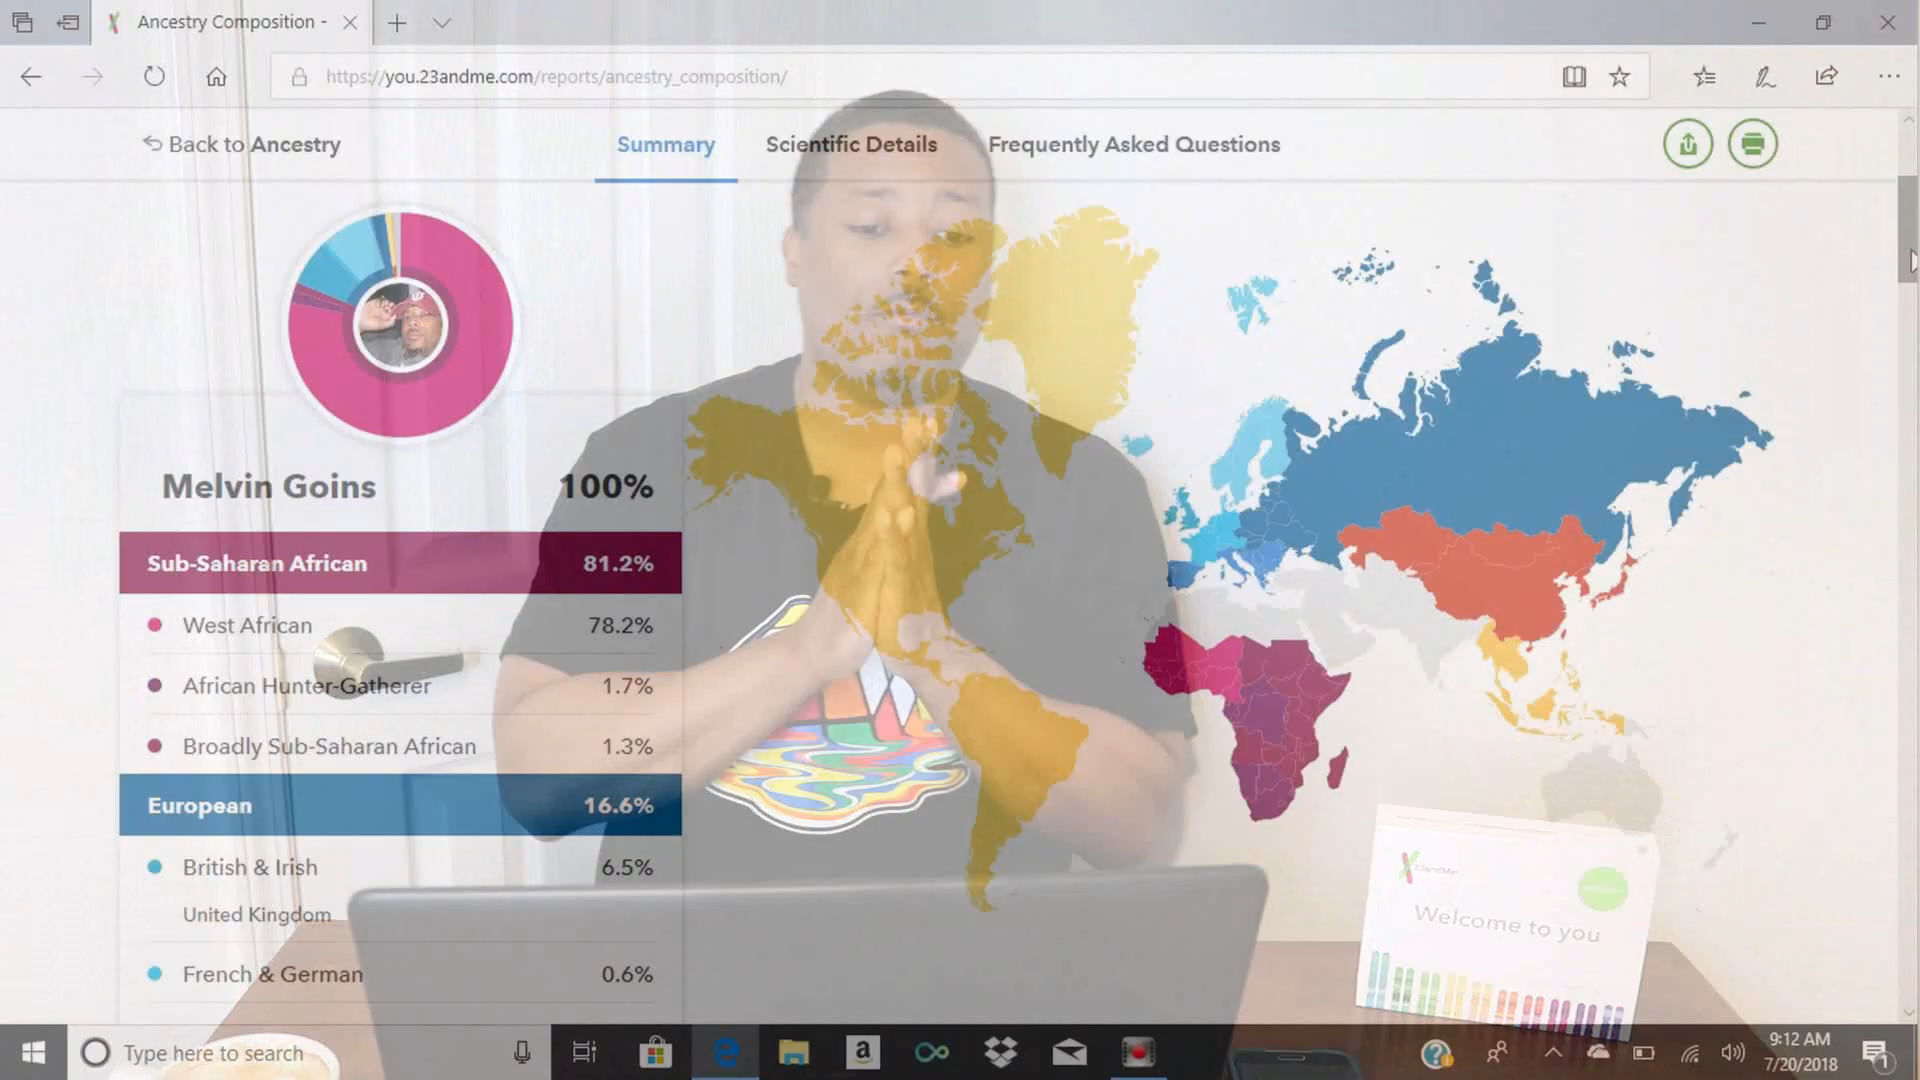 Ancestry Composition -
https://you.23andme.com/reports/ancestry_composition/
Back to Ancestry
Summary
Scientific Details
Frequently Asked Questions
Melvin Goins 100%
Sub-Saharan African 81.2%
West African 78.2%
African Hunter-Gatherer 1.7%
Broadly Sub-Saharan African 1.3%
European 16.6%
British & Irish 6.5%
United Kingdom
French & German 0.6%
23andMe
Welcome to you
Type here to search
a
9:12 AM
7/20/2018
1